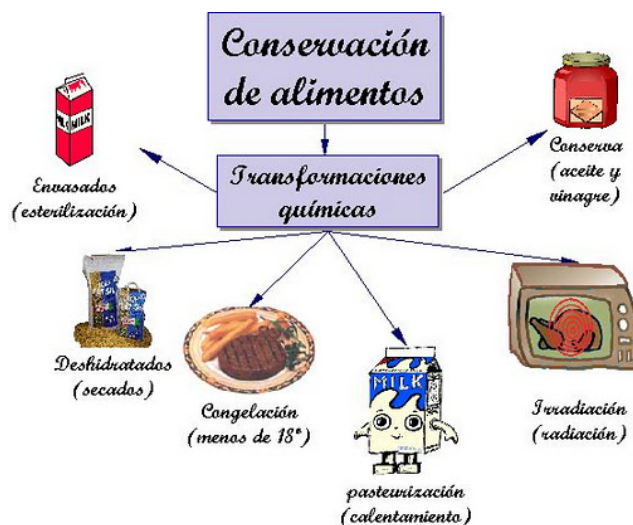 Conservación
de alimentos
Transformaciones
químicas
Envasados
(esterilización)
MILK
Conserva
(aceite y
vinagre)
Deshidratados
(secados)
Congelación
(menos de 18º)
MILK
pasteurización
(calentamiento)
Irradiación
(radiación)